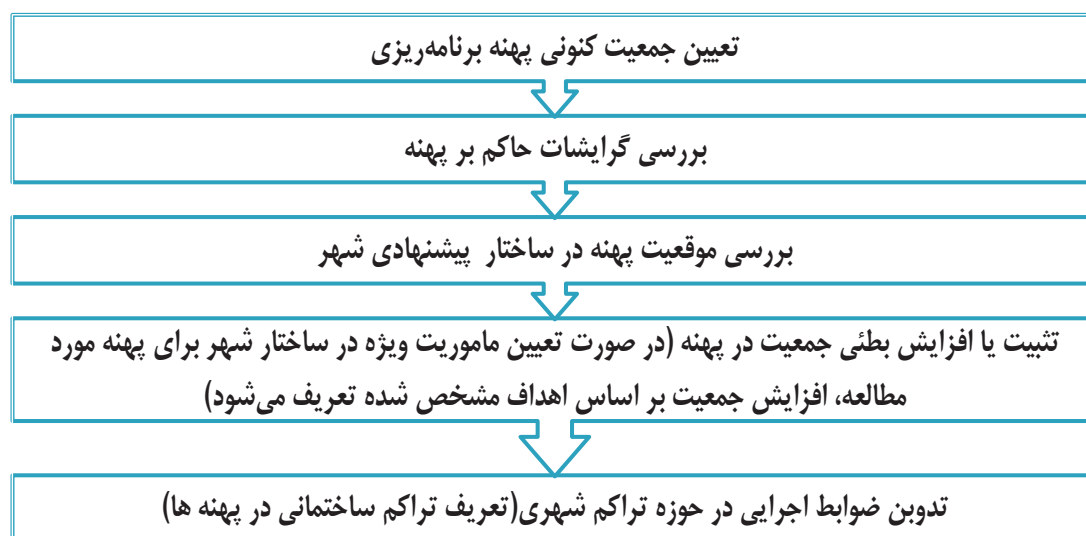 تعیین جمعیت کنونی پهنه برنامه‌ریزی
بررسی گرایشات حاکم بر پهنه
بررسی موقعیت پهنه در ساختار پیشنهادی شهر
تثبیت یا افزایش بطئی جمعیت در پهنه (در صورت تعیین ماموریت ویژه در ساختار شهر برای پهنه مورد
مطالعه، افزایش جمعیت بر اساس اهداف مشخص شده تعریف می‌شود)
تدوبن ضوابط اجرایی در حوزه تراکم شهری(تعریف تراکم ساختمانی در پهنه ها)